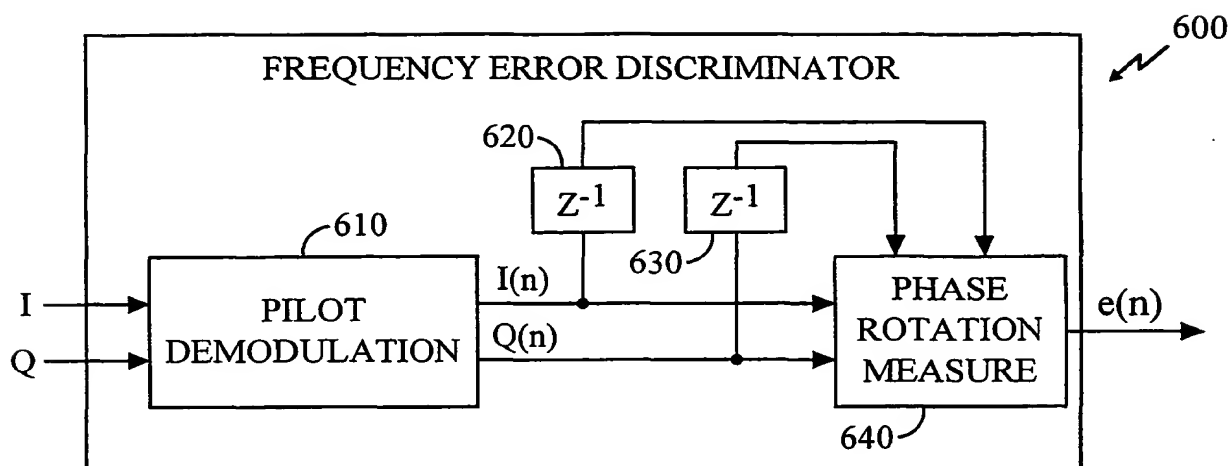 600
FREQUENCY ERROR DISCRIMINATOR
620
Z-1
Z-1
610
630
I
Q
PILOT
DEMODULATION
I(n)
Q(n)
PHASE
ROTATION
MEASURE
e(n)
640